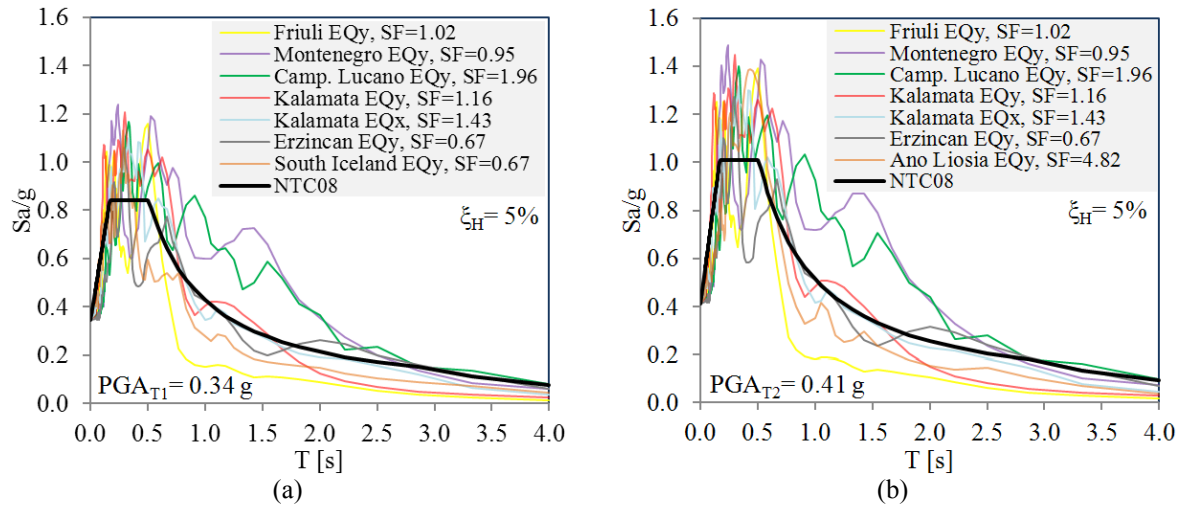 1.6
1.4
1.2
1.0
0.8
0.6
0.4
0.2
0.0
Sa/g
Friuli EQy, SF=1.02
Montenegro EQy, SF=0.95
Camp. Lucano EQy, SF=1.96
Kalamata EQy, SF=1.16
Kalamata EQx, SF=1.43
Erzincan EQy, SF=0.67
South Iceland EQy, SF=0.67
NTC08
ξH= 5%
PGAT1= 0.34 g
0.0 0.5 1.0 1.5 2.0 2.5 3.0 3.5 4.0
T [s]
(a)
1.6
1.4
1.2
1.0
0.8
0.6
0.4
0.2
0.0
Sa/g
Friuli EQy, SF=1.02
Montenegro EQy, SF=0.95
Camp. Lucano EQy, SF=1.96
Kalamata EQy, SF=1.16
Kalamata EQx, SF=1.43
Erzincan EQy, SF=0.67
Ano Liosia EQy, SF=4.82
NTC08
ξH= 5%
PGAT2= 0.41 g
0.0 0.5 1.0 1.5 2.0 2.5 3.0 3.5 4.0
T [s]
(b)